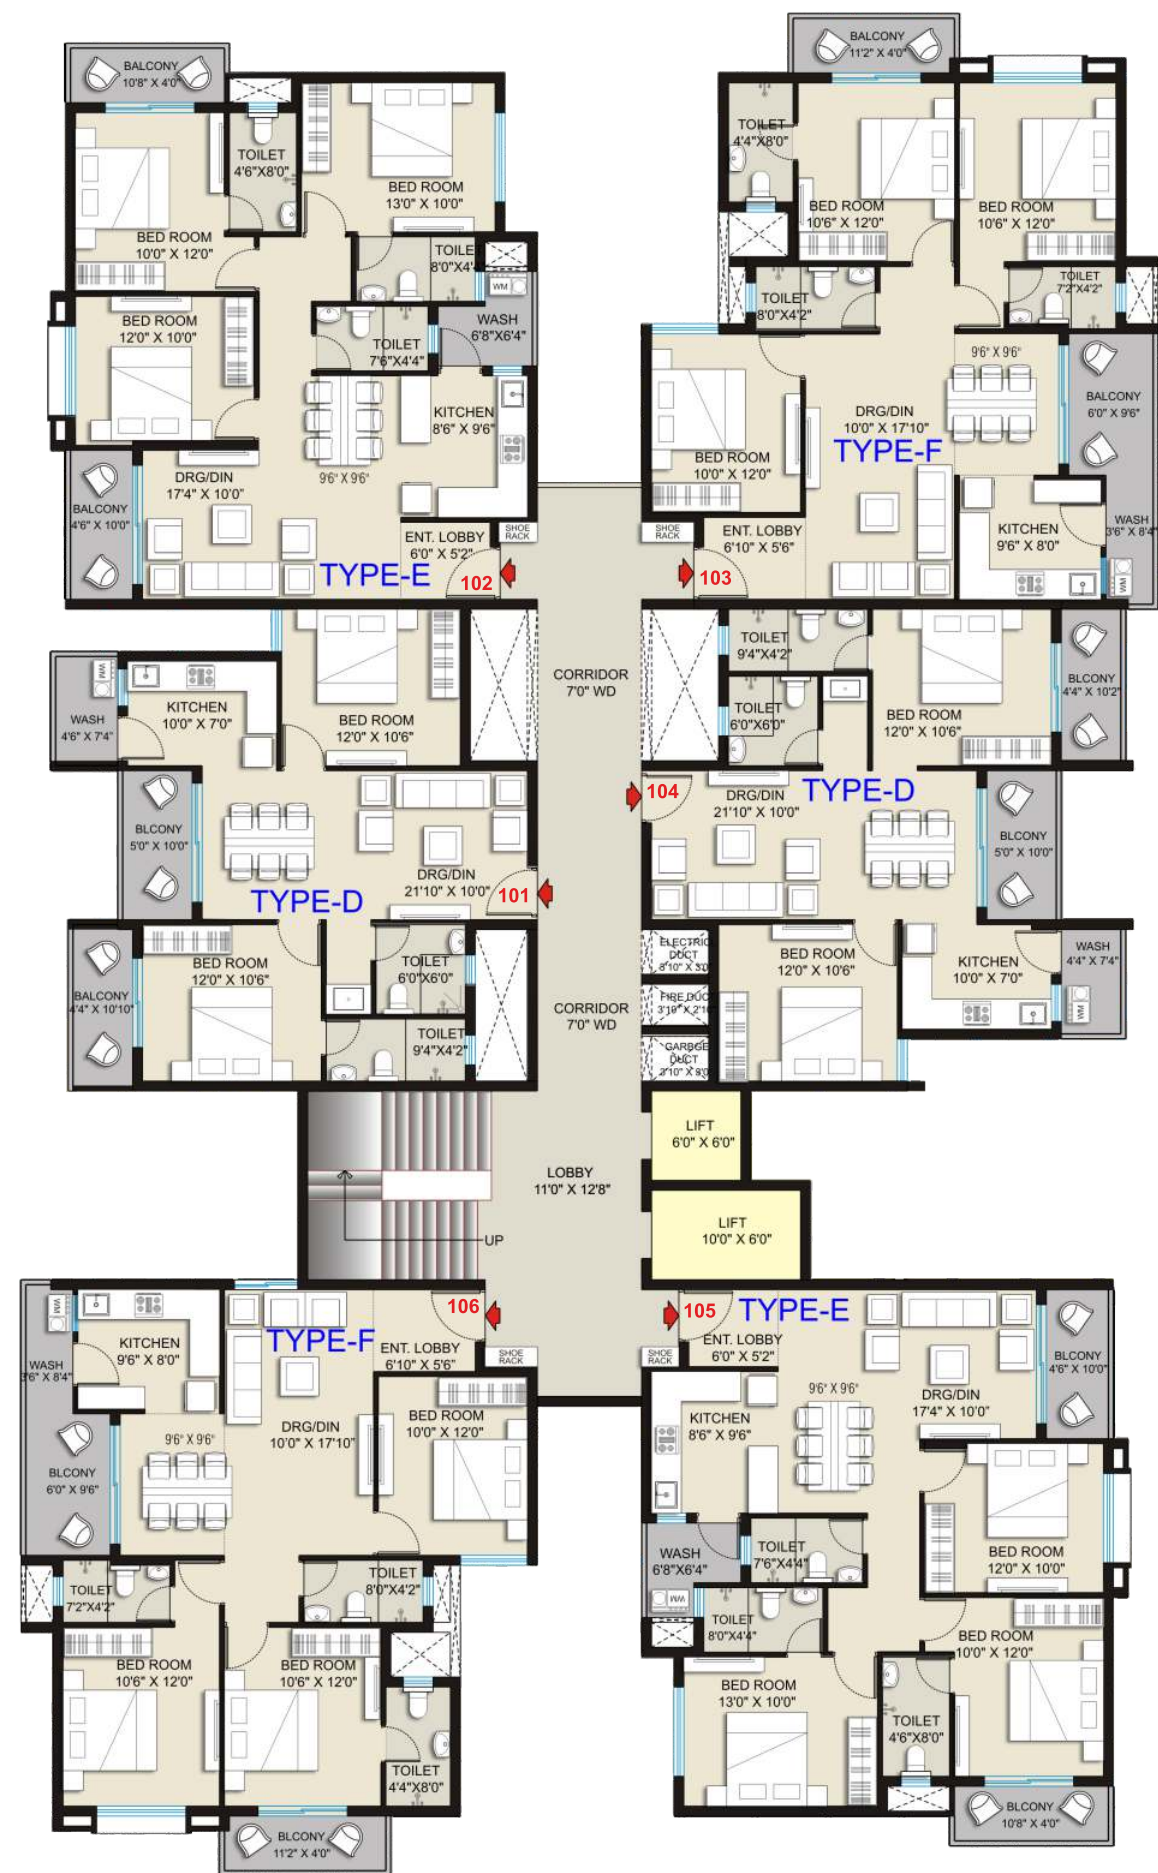 BALCONY
10'8" X 4'0"
TOILET
4'6"X8'0"
BED ROOM
13'0" X 10'0"
BED ROOM
10'0" X 12'0"
TOILET
8'0"X4'4"
WM
WASH
6'8"X6'4"
BED ROOM
12'0" X 10'0"
TOILET
7'6"X4'4"
KITCHEN
8'6" X 9'6"
DRG/DIN
17'4" X 10'0"
9'6" X 9'6"
BALCONY
4'6" X 10'0"
ENT. LOBBY
6'0" X 5'2"
SHOE
RACK
TYPE-E
102
BALCONY
11'2" X 4'0"
TOILET
4'4"X8'0"
BED ROOM
10'6" X 12'0"
BED ROOM
10'6" X 12'0"
TOILET
8'0"X4'2"
TOILET
7'2"X4'2"
9'6" X 9'6"
BALCONY
6'0" X 9'6"
DRG/DIN
10'0" X 17'10"
TYPE-F
BED ROOM
10'0" X 12'0"
SHOE
RACK
ENT. LOBBY
6'10" X 5'6"
KITCHEN
9'6" X 8'0"
WASH
3'6" X 8'4"
WM
103
CORRIDOR
7'0" WD
WM
WASH
4'6" X 7'4"
KITCHEN
10'0" X 7'0"
BED ROOM
12'0" X 10'6"
BLCONY
5'0" X 10'0"
DRG/DIN
21'10" X 10'0"
101
TYPE-D
BED ROOM
12'0" X 10'6"
TOILET
6'0"X6'0"
BALCONY
4'4" X 10'10"
TOILET
9'4"X4'2"
TOILET
9'4"X4'2"
TOILET
6'0"X6'0"
BED ROOM
12'0" X 10'6"
BLCONY
4'4" X 10'2"
104
DRG/DIN
21'10" X 10'0"
TYPE-D
BLCONY
5'0" X 10'0"
BED ROOM
12'0" X 10'6"
KITCHEN
10'0" X 7'0"
WASH
4'4" X 7'4"
WM
ELECTRIC
DUCT
3'10" X 3'0"
FIRE DUCT
3'10" X 2'10"
DUCT
CORRIDOR
7'0" WD
LIFT
6'0" X 6'0"
LOBBY
11'0" X 12'8"
LIFT
10'0" X 6'0"
UP
WM
KITCHEN
9'6" X 8'0"
WASH
3'6" X 8'4"
TYPE-F
106
ENT. LOBBY
6'10" X 5'6"
SHOE
RACK
9'6" X 9'6"
DRG/DIN
10'0" X 17'10"
BED ROOM
10'0" X 12'0"
BLCONY
6'0" X 9'6"
TOILET
7'2"X4'2"
TOILET
8'0"X4'2"
BED ROOM
10'6" X 12'0"
BED ROOM
10'6" X 12'0"
TOILET
4'4"X8'0"
BLCONY
11'2" X 4'0"
105
TYPE-E
SHOE
RACK
ENT. LOBBY
6'0" X 5'2"
BLCONY
4'6" X 10'0"
9'6" X 9'6"
DRG/DIN
17'4" X 10'0"
KITCHEN
8'6" X 9'6"
WASH
6'8"X6'4"
WM
TOILET
7'6"X4'4"
BED ROOM
12'0" X 10'0"
TOILET
8'0"X4'4"
BED ROOM
10'0" X 12'0"
BED ROOM
13'0" X 10'0"
TOILET
4'6"X8'0"
BLCONY
10'8" X 4'0"